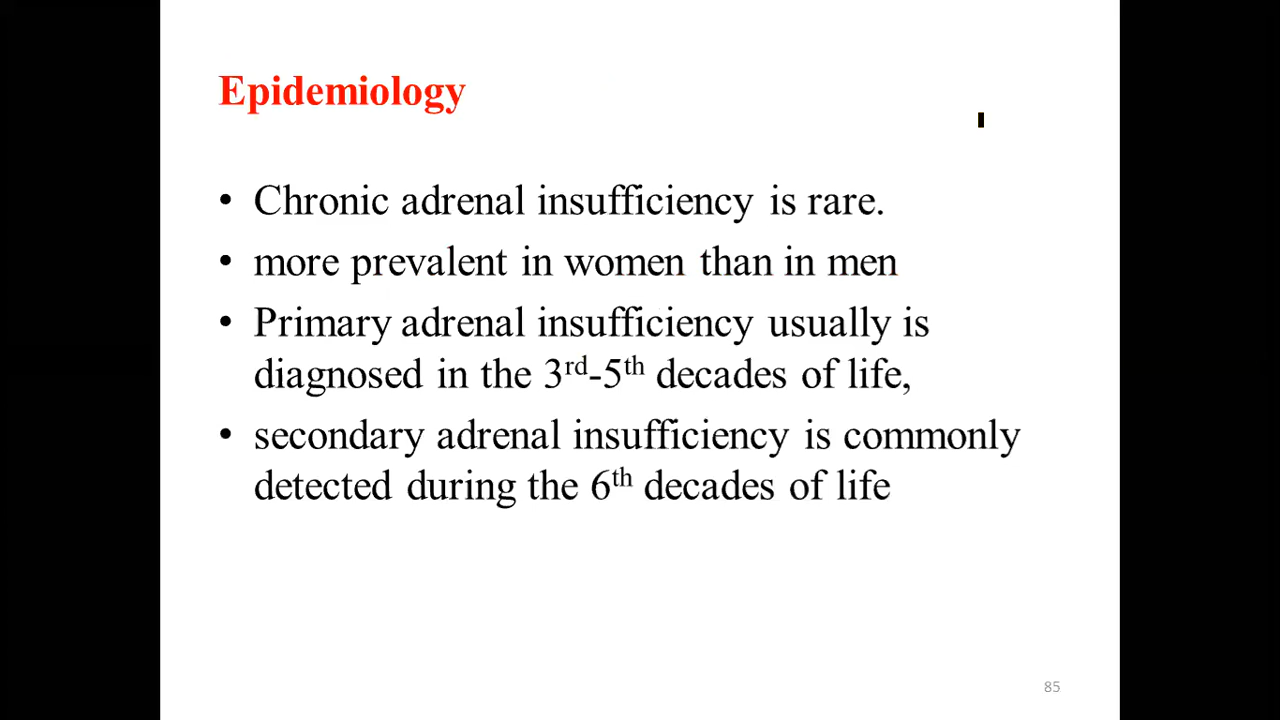 Epidemiology
• Chronic adrenal insufficiency is rare.
• more prevalent in women than in men
• Primary adrenal insufficiency usually is
diagnosed in the 3rd-5th decades of life,
• secondary adrenal insufficiency is commonly
detected during the 6th decades of life
85